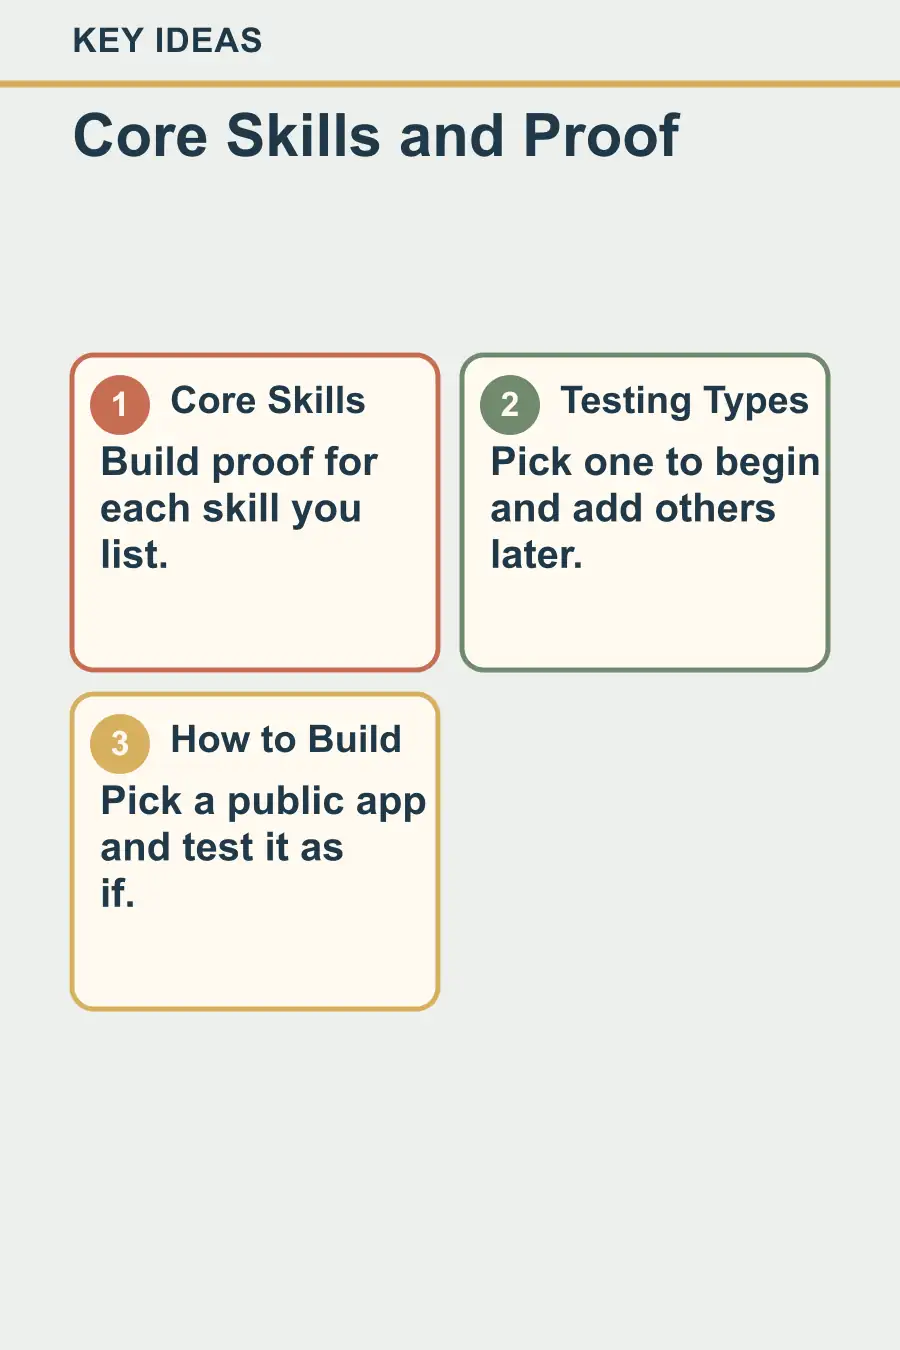 KEY IDEAS
Core Skills and Proof
1 Core Skills
Build proof for
each skill you
list.
2 Testing Types
Pick one to begin
and add others
later.
3 How to Build
Pick a public app
and test it as
if.